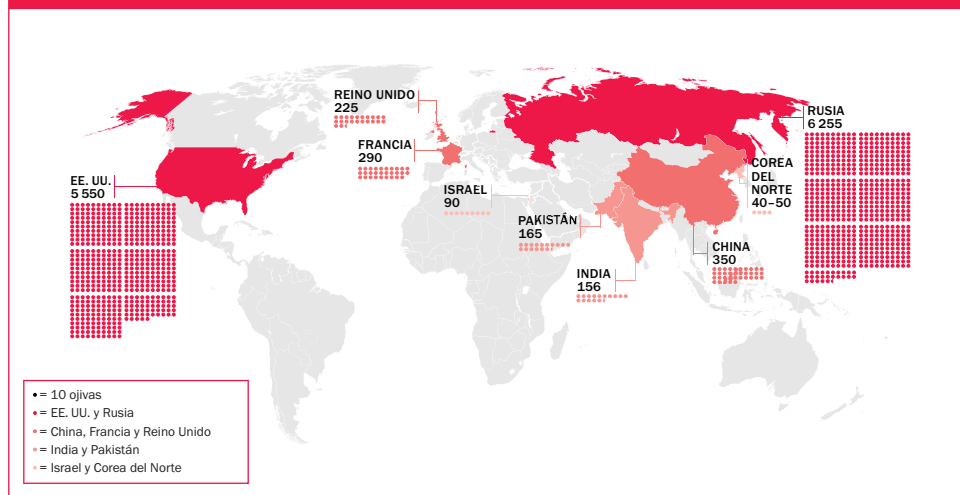 REINO UNIDO
225
FRANCIA
290
EE. UU.
5 550
ISRAEL
90
PAKISTÁN
165
INDIA
156
RUSIA
6 255
COREA
DEL
NORTE
40–50
CHINA
350
= 10 ojivas
= EE. UU. y Rusia
= China, Francia y Reino Unido
= India y Pakistán
= Israel y Corea del Norte